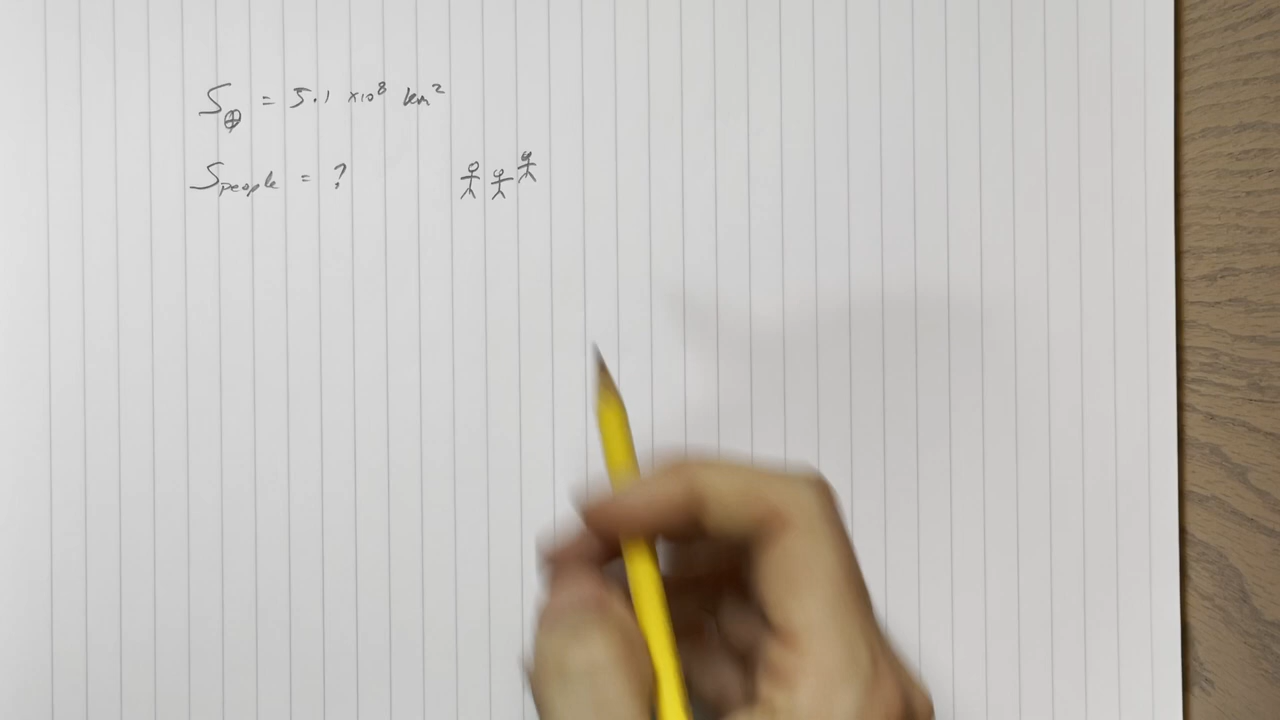 S⊕ = 5.1 ×10⁸ km²
Speople = ?